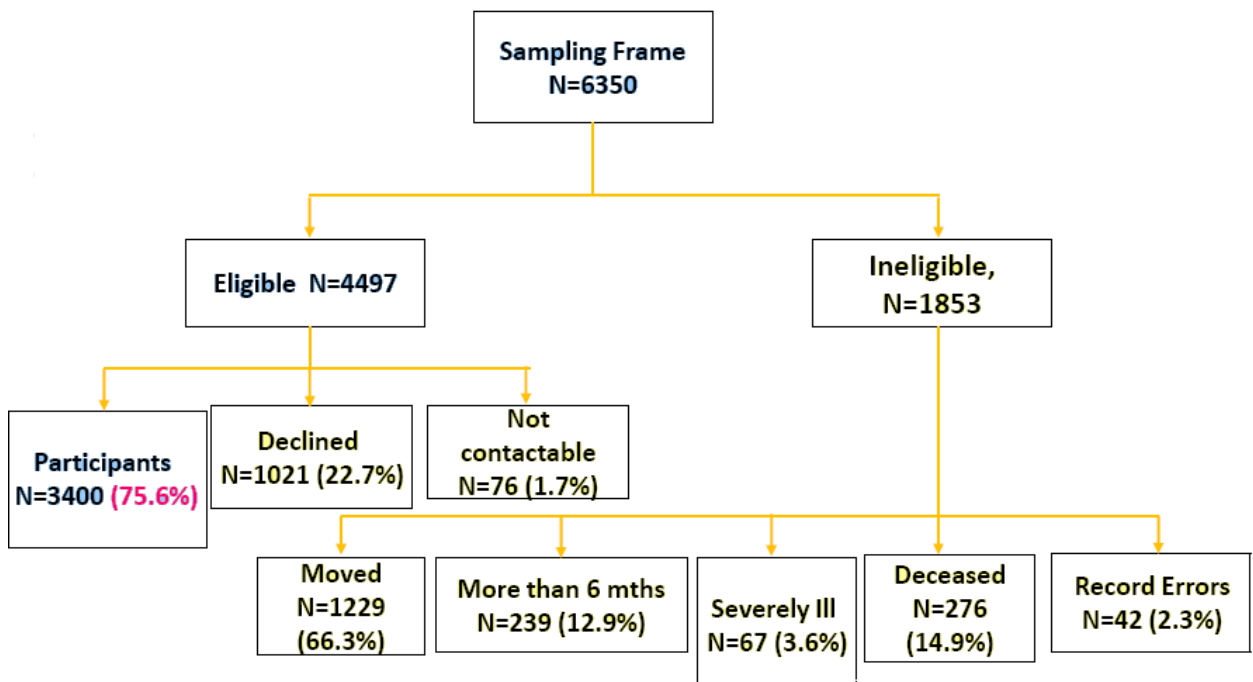 Sampling Frame
N=6350
Eligible N=4497
Ineligible,
N=1853
Participants
N=3400 (75.6%)
Declined
N=1021 (22.7%)
Not
contactable
N=76 (1.7%)
Moved
N=1229
(66.3%)
More than 6 mths
N=239 (12.9%)
Severely Ill
N=67 (3.6%)
Deceased
N=276
(14.9%)
Record Errors
N=42 (2.3%)